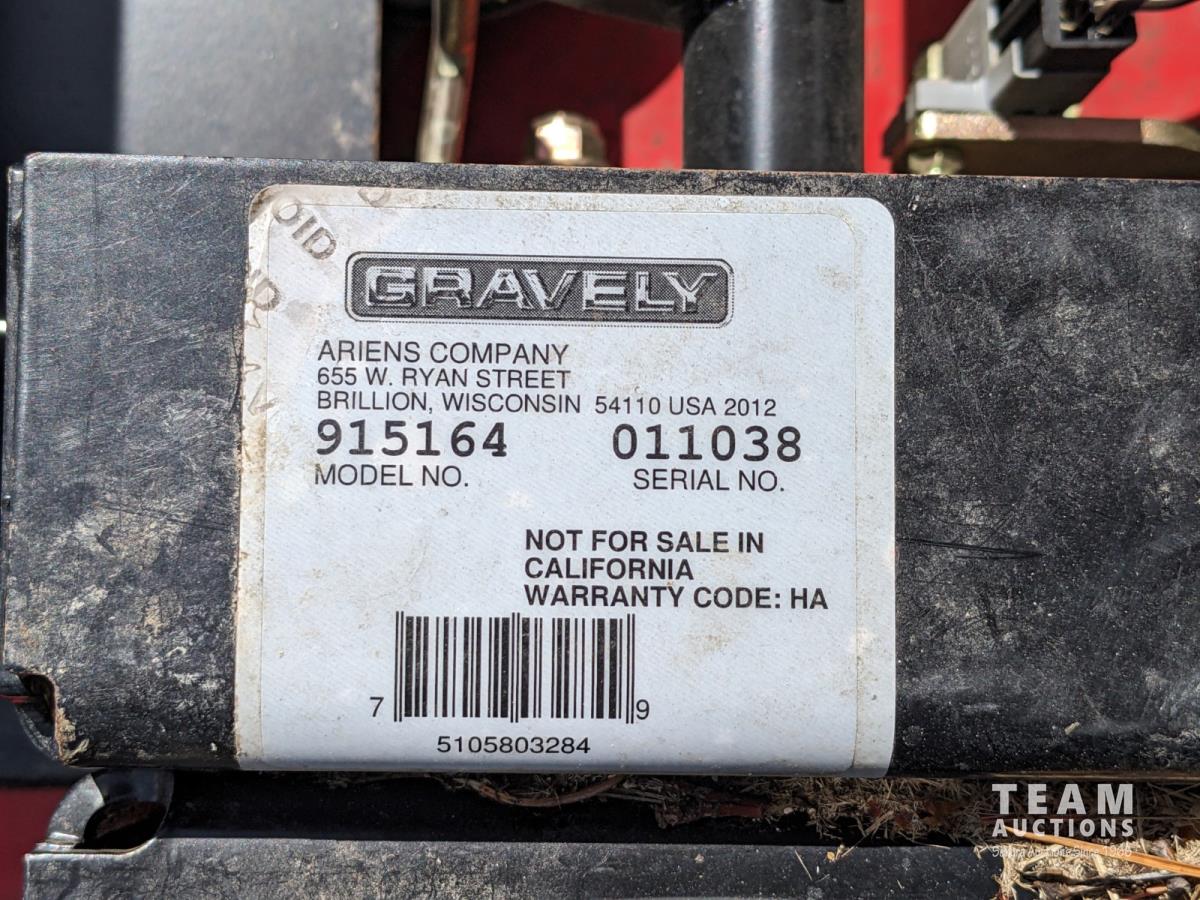 GRAVELY
ARIENS COMPANY
655 W. RYAN STREET
BRILLION, WISCONSIN 54110 USA 2012
915164 011038
MODEL NO. SERIAL NO.
NOT FOR SALE IN
CALIFORNIA
WARRANTY CODE: HA
7 9
5105803284
TEAM
AUCTIONS